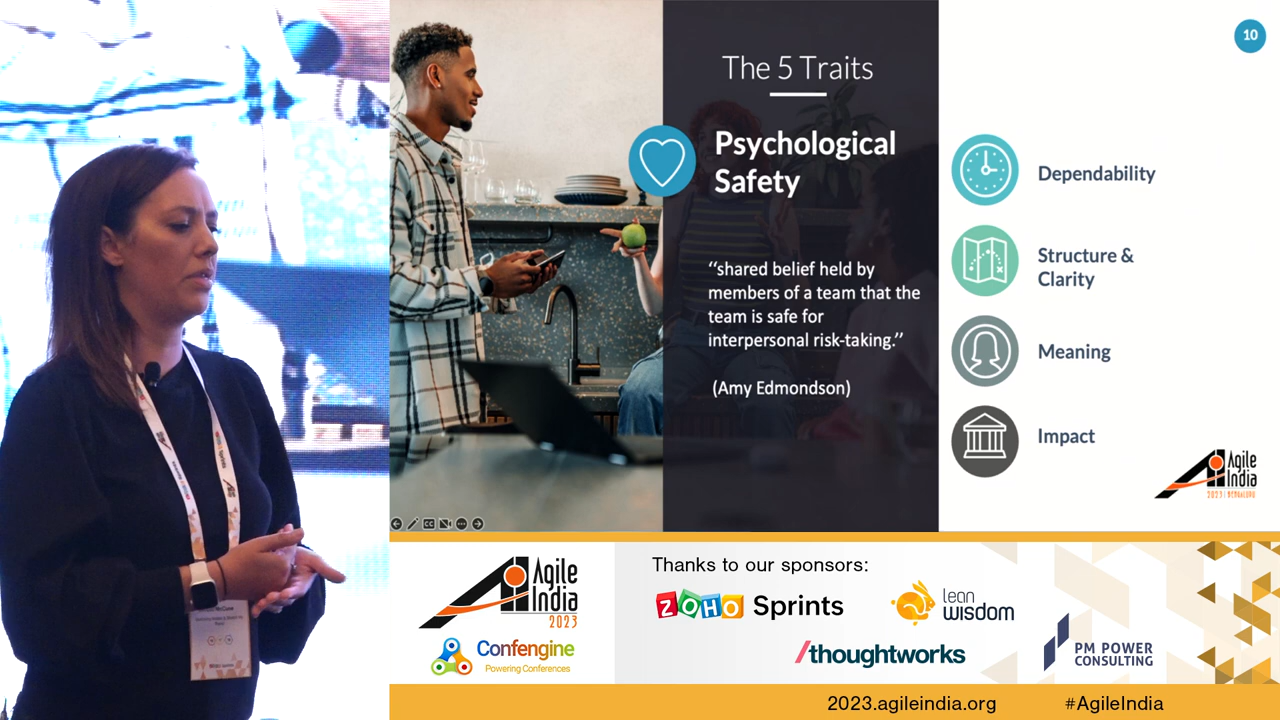 10
The 5 Traits
Psychological
Safety
“shared belief held by
members of a team that the
team is safe for
interpersonal risk-taking.”
(Amy Edmondson)
Dependability
Structure &
Clarity
Meaning
Impact
Agile
India
2023 | BENGALURU
CC
Agile
India
2023
Confengine
Powering Conferences
Thanks to our sponsors:
ZOHO Sprints
lean
wisdom
/thoughtworks
PM POWER
CONSULTING
2023.agileindia.org
#AgileIndia